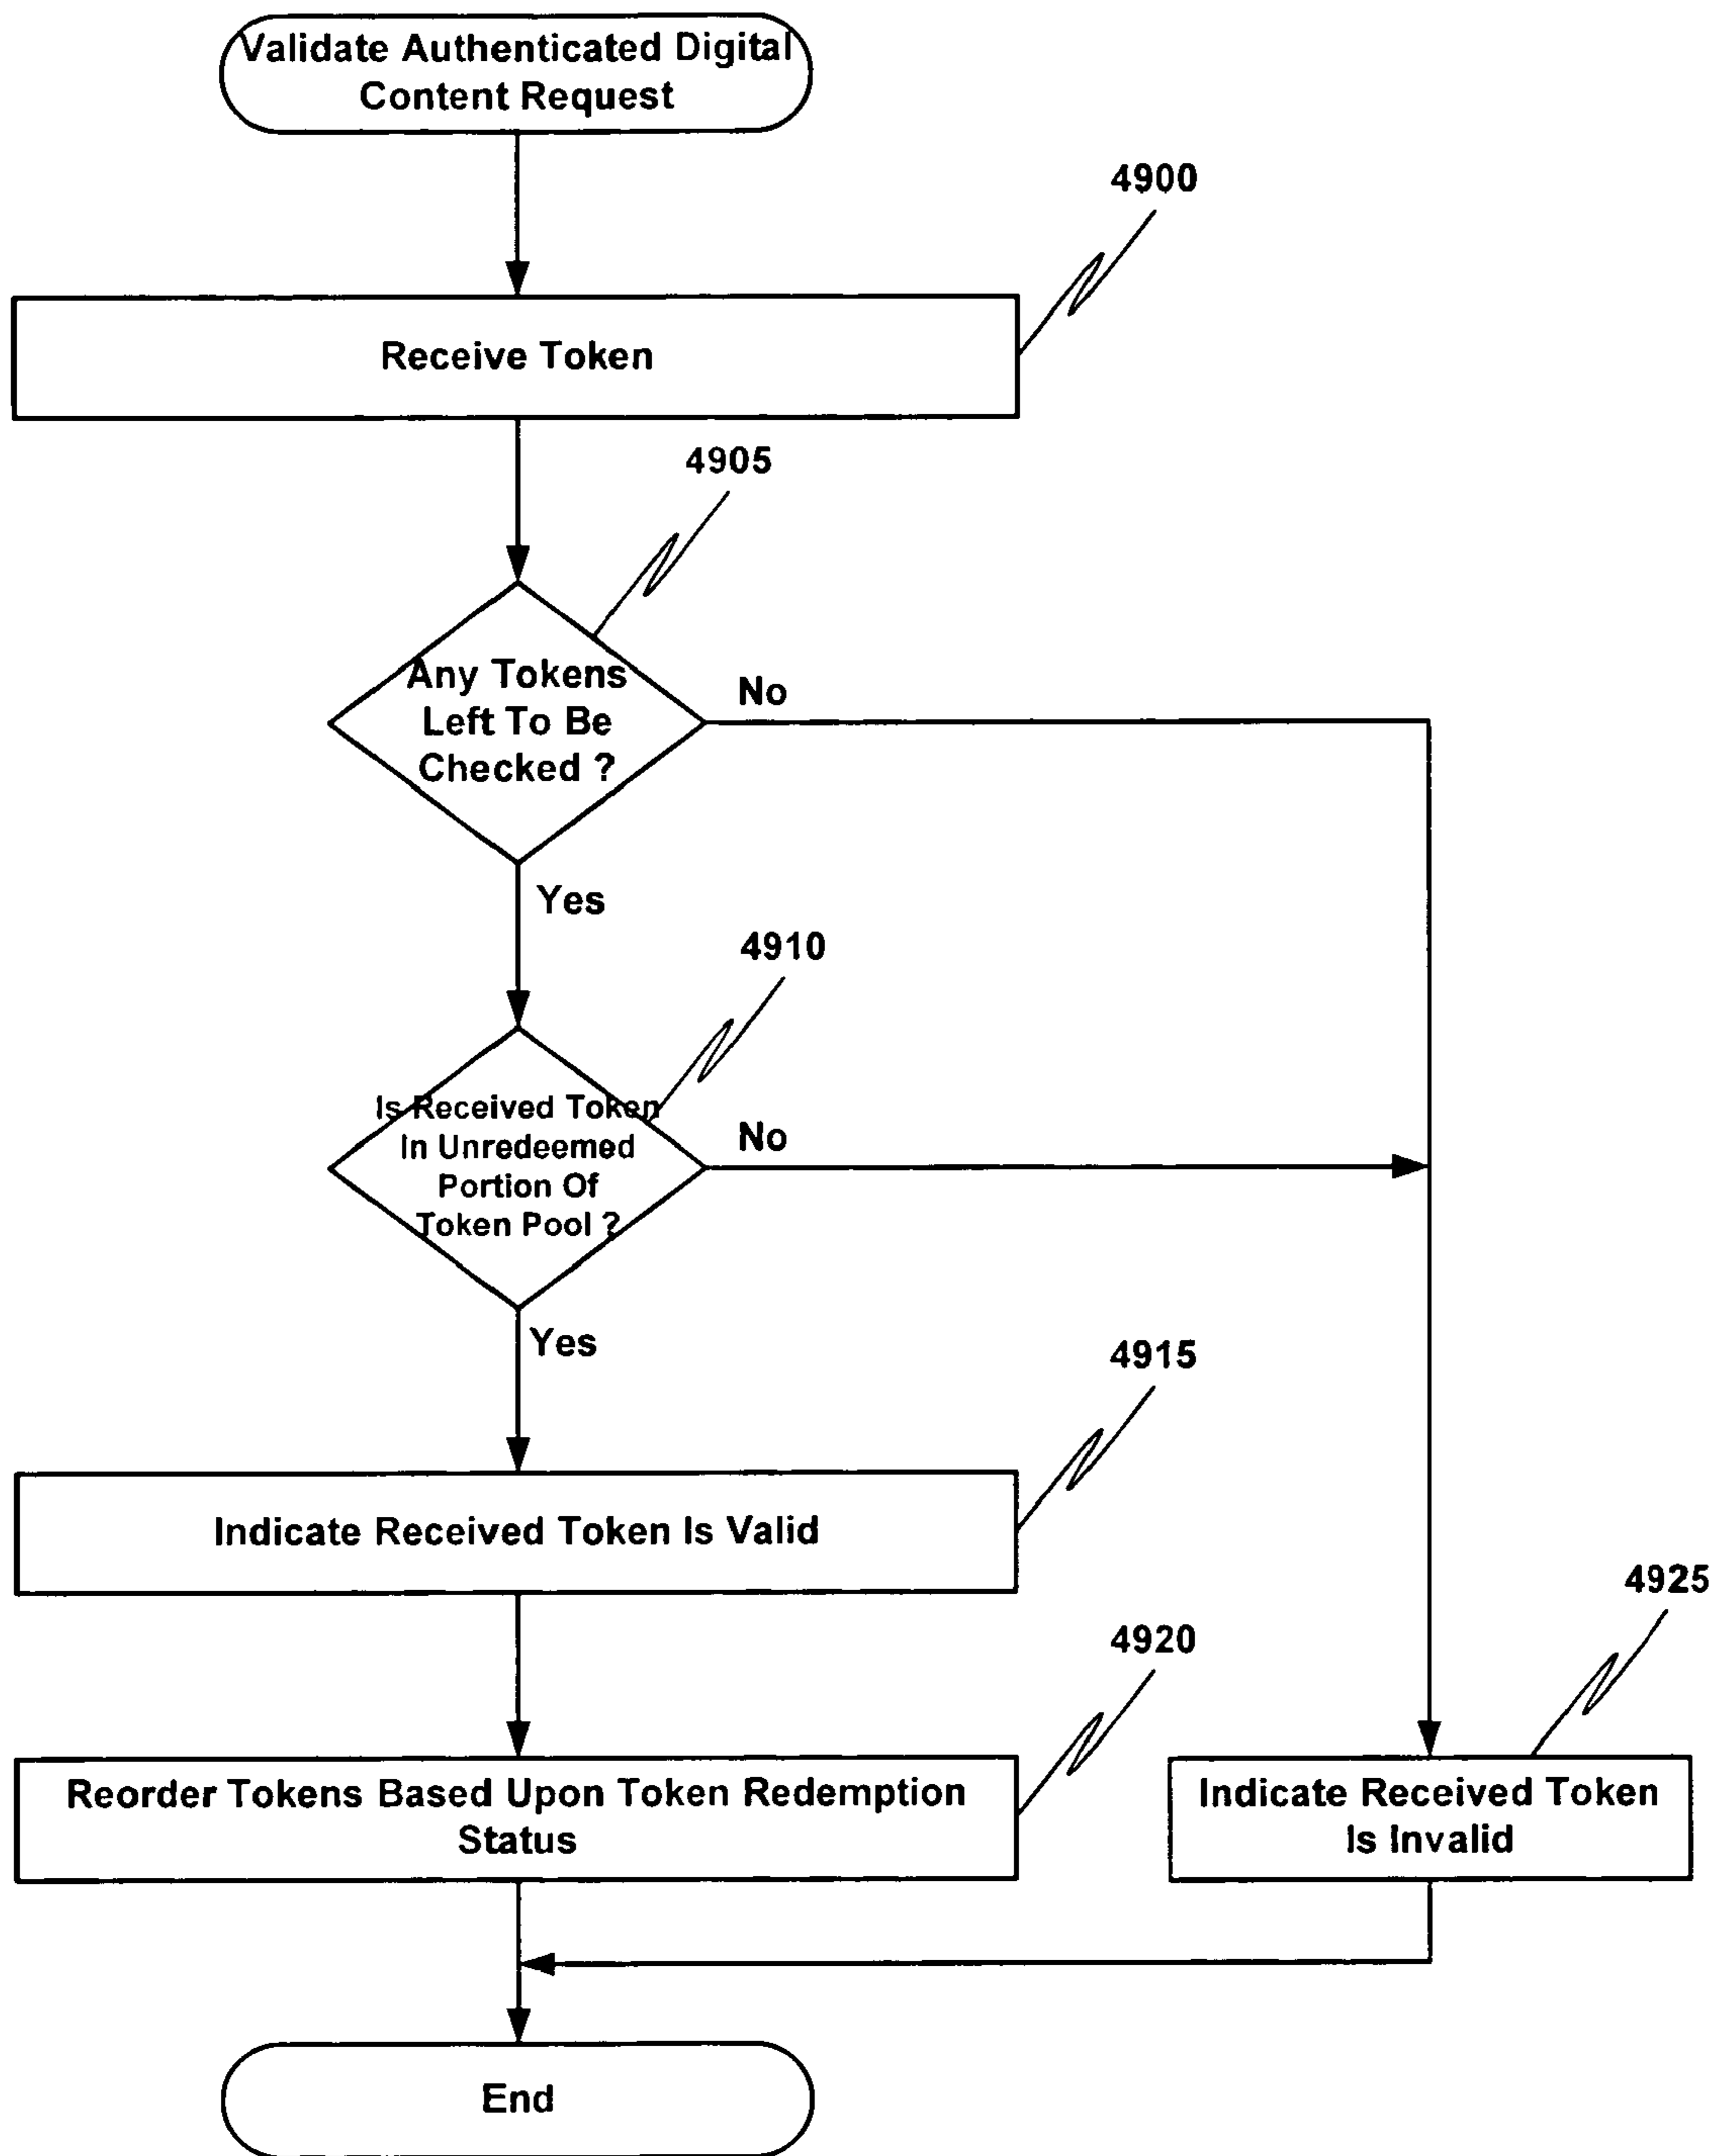 Validate Authenticated Digital
Content Request
4900
Receive Token
4905
Any Tokens
Left To Be
Checked ?
No
Yes
4910
Is Received Token
In Unredeemed
Portion Of
Token Pool ?
No
Yes
4915
Indicate Received Token Is Valid
4925
4920
Reorder Tokens Based Upon Token Redemption
Status
Indicate Received Token
Is Invalid
End